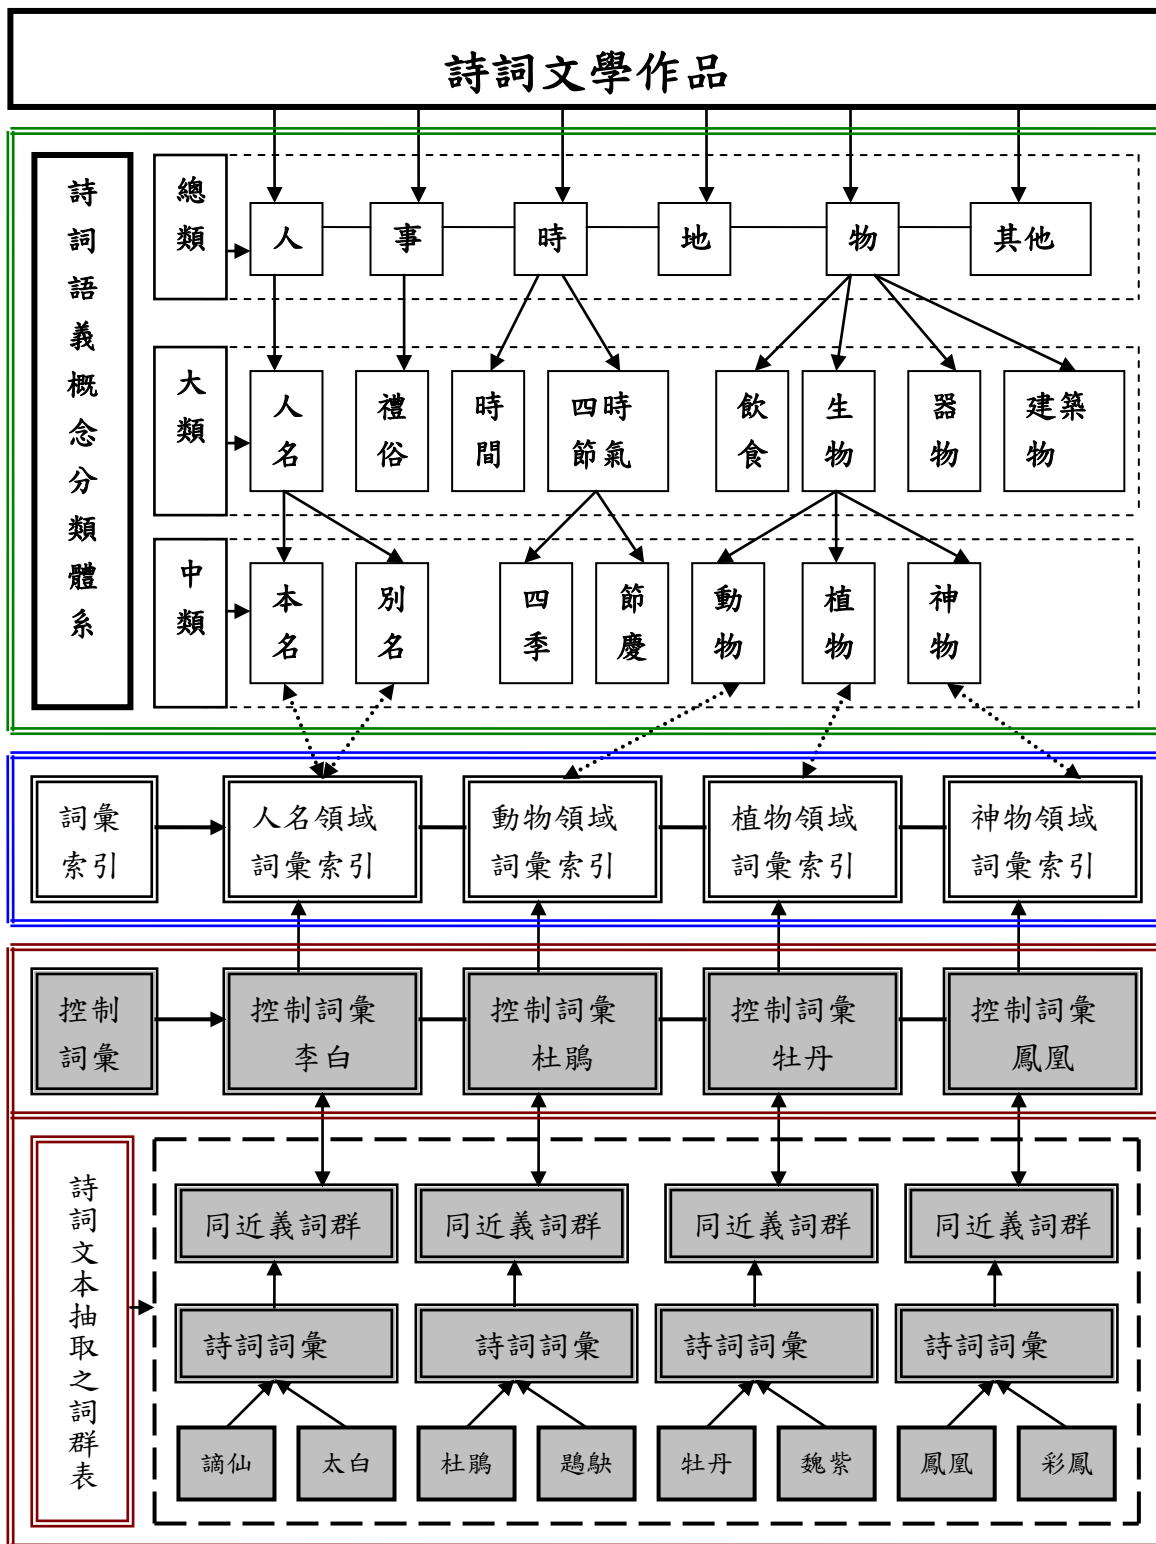 詩詞文學作品
詩詞語義概念分類體系
總類
人
事
時
地
物
其他
大類
人名
禮俗
時間
四時
節氣
飲食
生物
器物
建築
物
中類
本名
別名
四季
節慶
動物
植物
神物
詞彙
索引
人名領域
詞彙索引
動物領域
詞彙索引
植物領域
詞彙索引
神物領域
詞彙索引
控制
詞彙
控制詞彙
李白
控制詞彙
杜鵑
控制詞彙
牡丹
控制詞彙
鳳凰
詩詞文本抽取之詞群表
同近義詞群
同近義詞群
同近義詞群
同近義詞群
詩詞詞彙
詩詞詞彙
詩詞詞彙
詩詞詞彙
謫仙
太白
杜鵑
鶗鴃
牡丹
魏紫
鳳凰
彩鳳